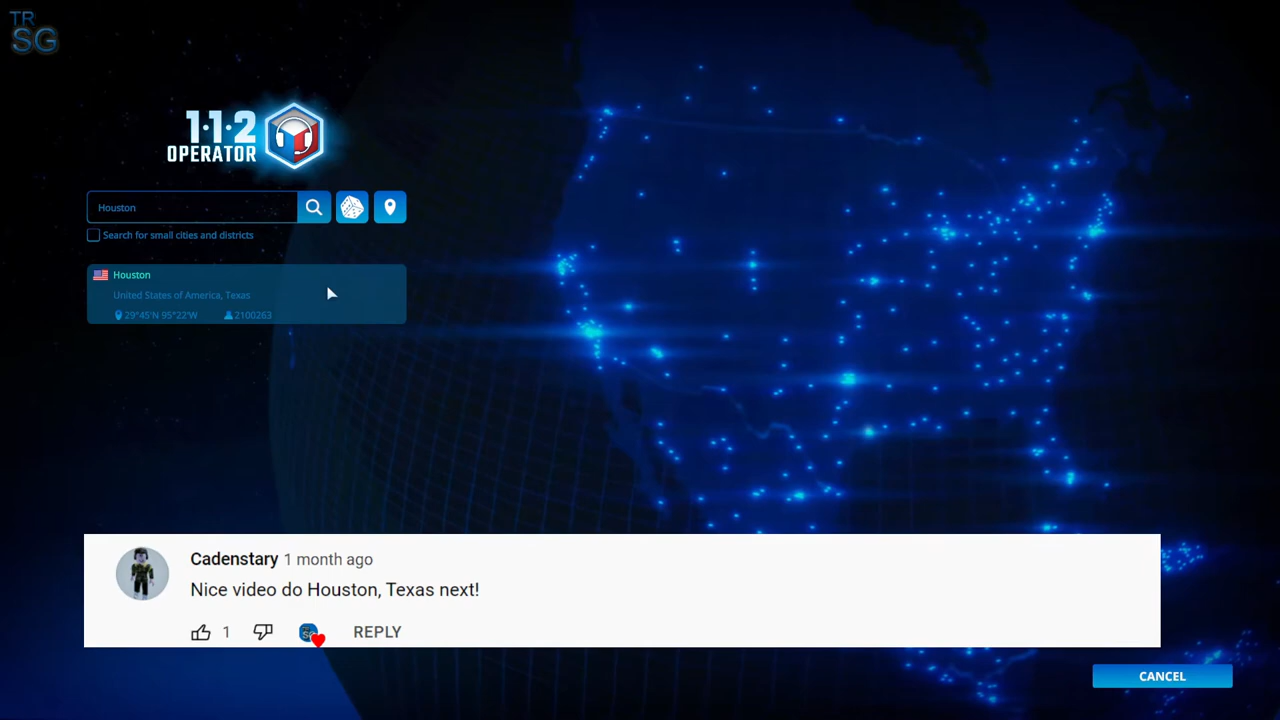 TR
SG
1·1·2
OPERATOR
Houston
Search for small cities and districts
Houston
United States of America, Texas
29°45'N 95°22'W 2100263
Cadenstary 1 month ago
Nice video do Houston, Texas next!
1 SG REPLY
CANCEL